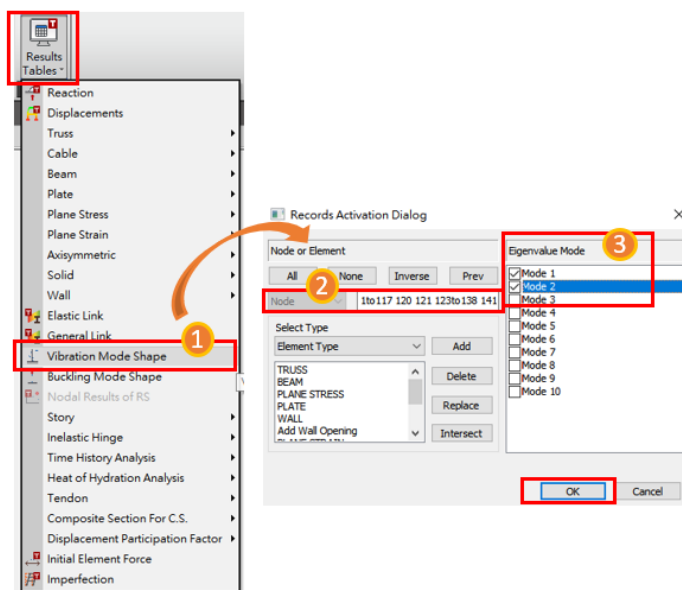 Results
Tables
Reaction
Displacements
Truss
Cable
Beam
Plate
Plane Stress
Plane Strain
Axisymmetric
Solid
Wall
Elastic Link
General Link
1
Vibration Mode Shape
Buckling Mode Shape
Nodal Results of RS
Story
Inelastic Hinge
Time History Analysis
Heat of Hydration Analysis
Tendon
Composite Section For C.S.
Displacement Participation Factor
Initial Element Force
Imperfection
Records Activation Dialog
Node or Element
All None Inverse Prev
2
Node 1to117 120 121 123to138 141
Select Type
Element Type Add
TRUSS
BEAM
PLANE STRESS
PLATE
WALL
Add Wall Opening
PLANE STRAIN
Delete
Replace
Intersect
Eigenvalue Mode
3
Mode 1
Mode 2
Mode 3
Mode 4
Mode 5
Mode 6
Mode 7
Mode 8
Mode 9
Mode 10
OK Cancel